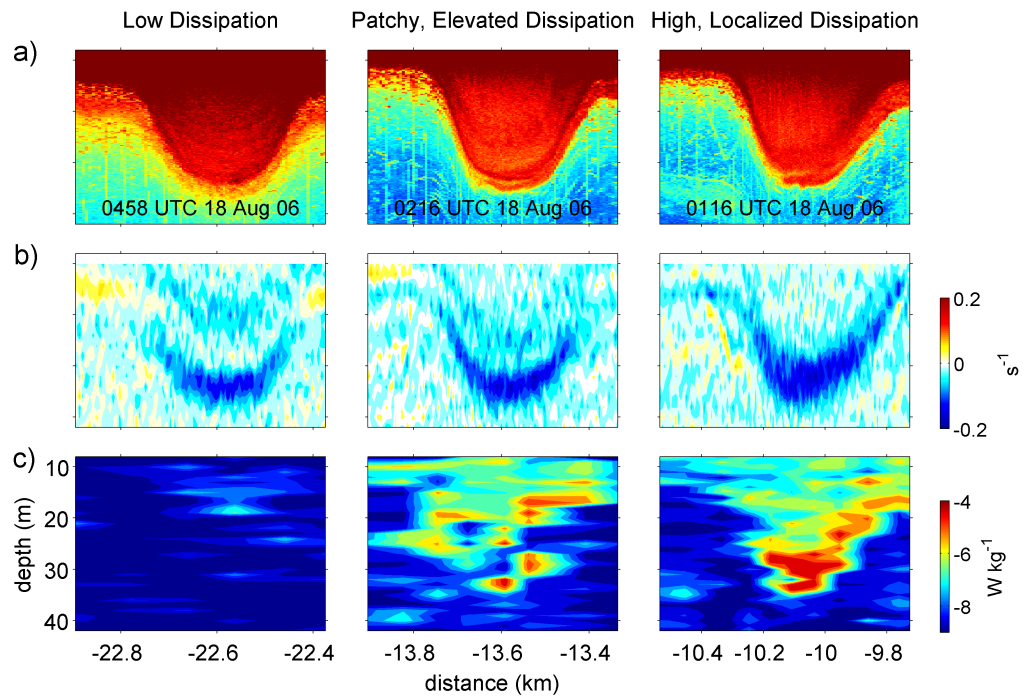 Low Dissipation
Patchy, Elevated Dissipation
High, Localized Dissipation
a)
0458 UTC 18 Aug 06
0216 UTC 18 Aug 06
0116 UTC 18 Aug 06
b)
0.2
0
-0.2
s-1
c)
10
20
30
40
depth (m)
-4
-6
-8
W kg-1
-22.8
-22.6
-22.4
-13.8
-13.6
-13.4
-10.4
-10.2
-10
-9.8
distance (km)